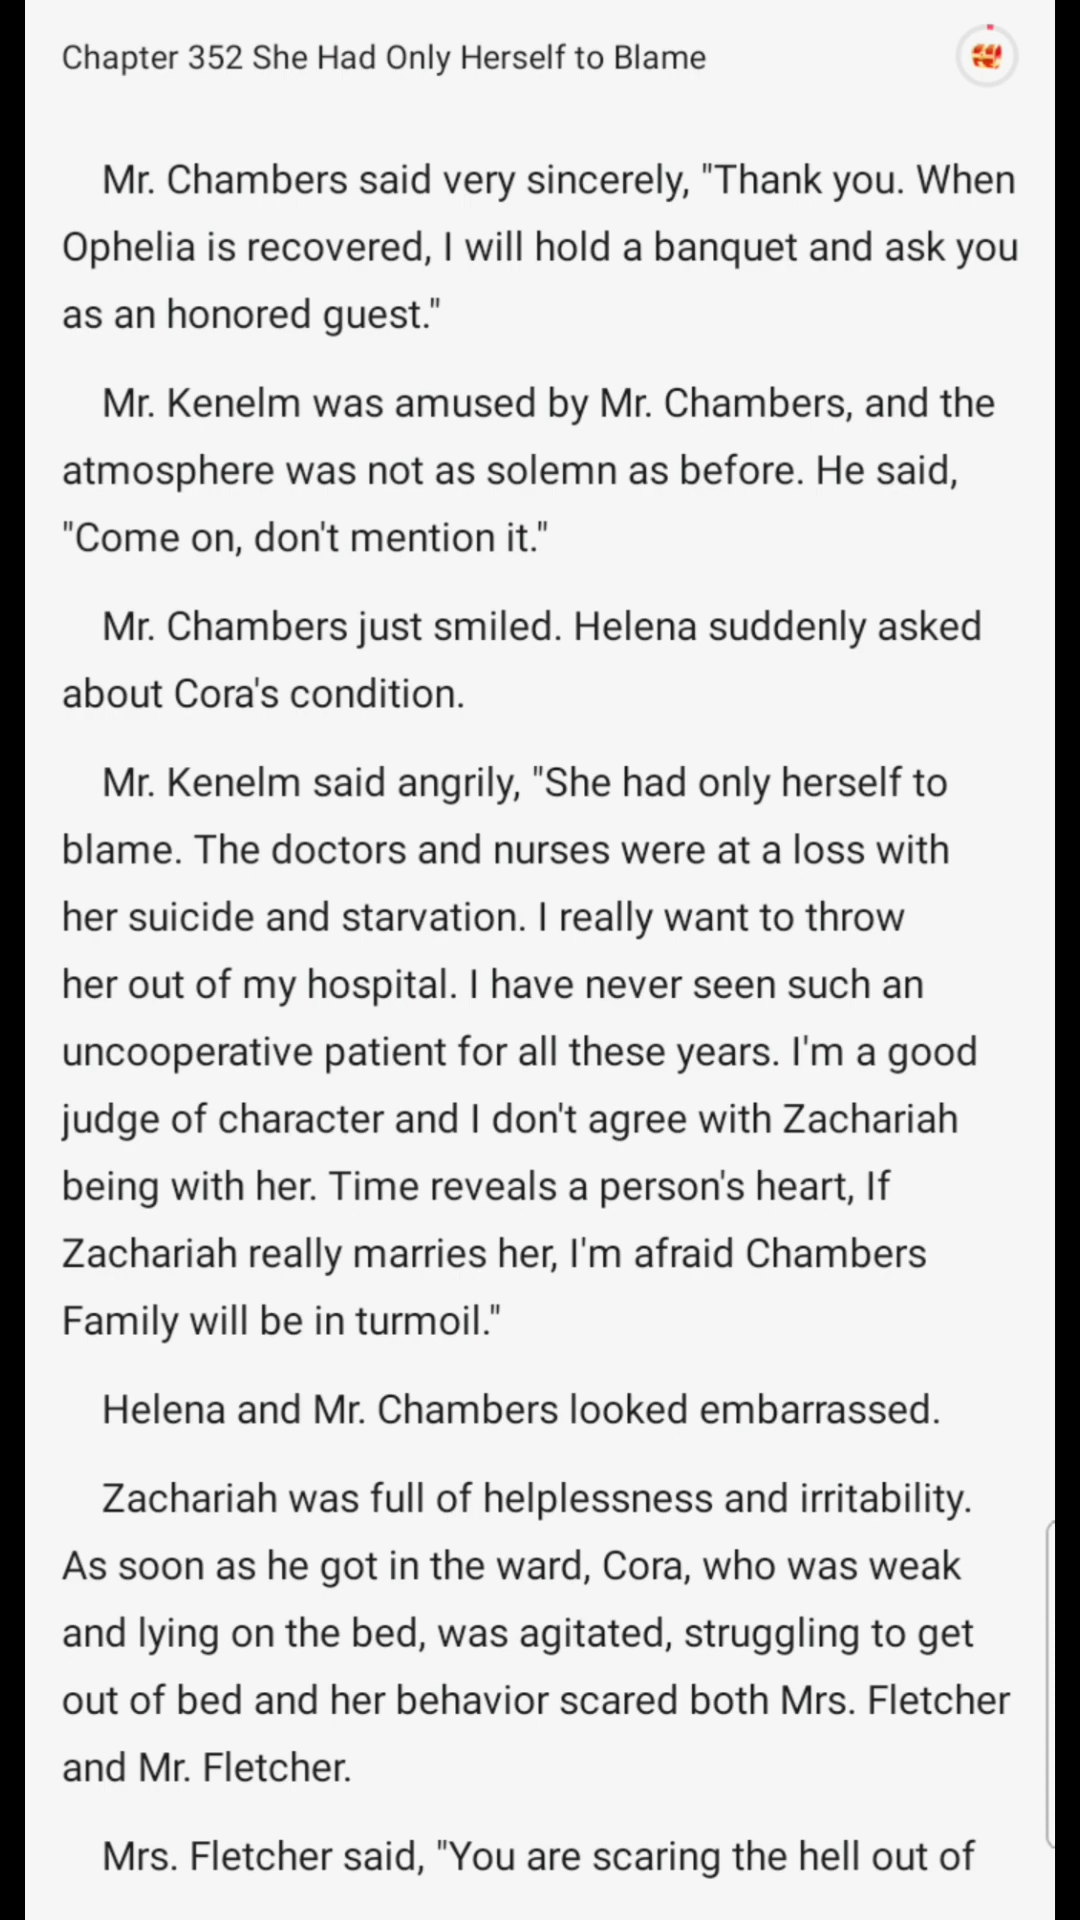 Chapter 352 She Had Only Herself to Blame
Mr. Chambers said very sincerely, "Thank you. When
Ophelia is recovered, I will hold a banquet and ask you
as an honored guest."
Mr. Kenelm was amused by Mr. Chambers, and the
atmosphere was not as solemn as before. He said,
"Come on, don't mention it."
Mr. Chambers just smiled. Helena suddenly asked
about Cora's condition.
Mr. Kenelm said angrily, "She had only herself to
blame. The doctors and nurses were at a loss with
her suicide and starvation. I really want to throw
her out of my hospital. I have never seen such an
uncooperative patient for all these years. I'm a good
judge of character and I don't agree with Zachariah
being with her. Time reveals a person's heart, If
Zachariah really marries her, I'm afraid Chambers
Family will be in turmoil."
Helena and Mr. Chambers looked embarrassed.
Zachariah was full of helplessness and irritability.
As soon as he got in the ward, Cora, who was weak
and lying on the bed, was agitated, struggling to get
out of bed and her behavior scared both Mrs. Fletcher
and Mr. Fletcher.
Mrs. Fletcher said, "You are scaring the hell out of